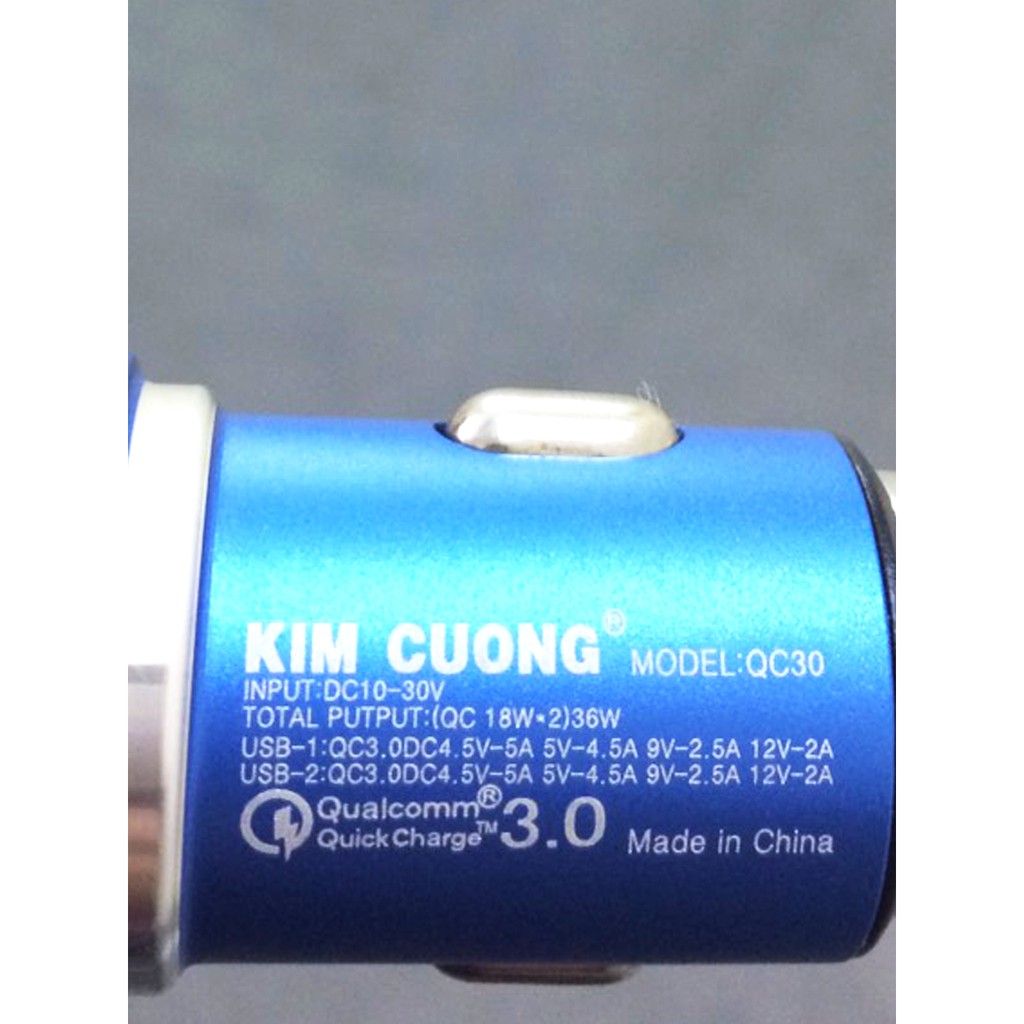 KIM CUONG® MODEL:QC30
INPUT:DC10-30V
TOTAL PUTPUT:(QC 18W*2)36W
USB-1:QC3.0DC4.5V-5A 5V-4.5A 9V-2.5A 12V-2A
USB-2:QC3.0DC4.5V-5A 5V-4.5A 9V-2.5A 12V-2A
Qualcomm®
Quick Charge™ 3.0 Made in China